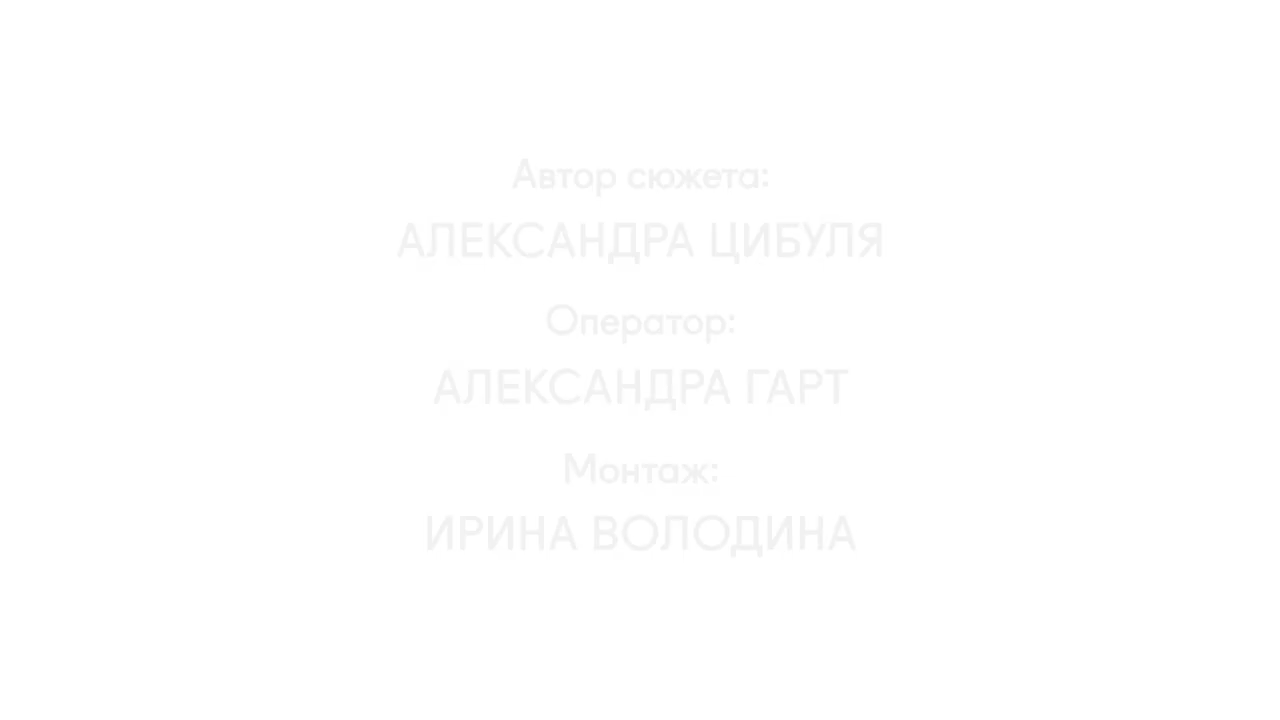 Автор сюжета:
АЛЕКСАНДРА ЦИБУЛЯ
Оператор:
АЛЕКСАНДРА ГАРТ
Монтаж:
ИРИНА ВОЛОДИНА